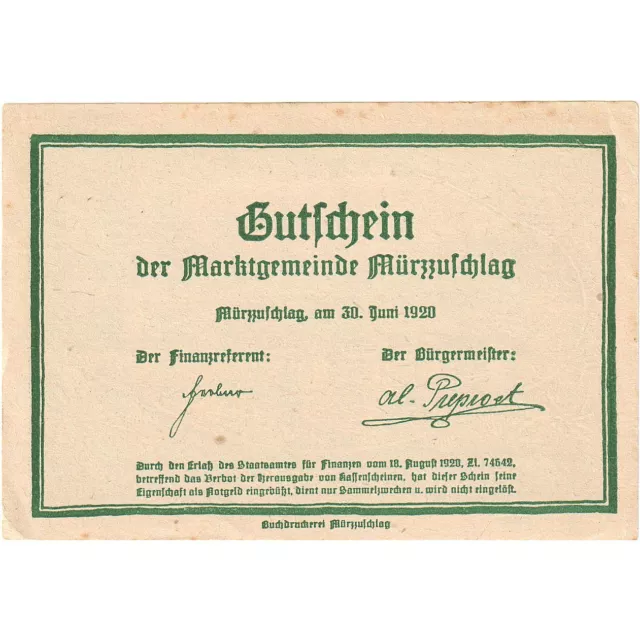 Gutschein
der Marktgemeinde Mürzzuschlag
Mürzzuschlag, am 30. Juni 1920
Der Finanzreferent: Der Bürgermeister:
al. Preprost
Durch den Erlaß des Staatsamtes für Finanzen vom 18. August 1920, Zl. 74642,
betreffend das Verbot der Herausgabe von Kassenscheinen, hat dieser Schein seine
Eigenschaft als Notgeld eingebüßt, dient nur Sammelzwecken u. wird nicht eingelöst.
Buchdruckerei Mürzzuschlag